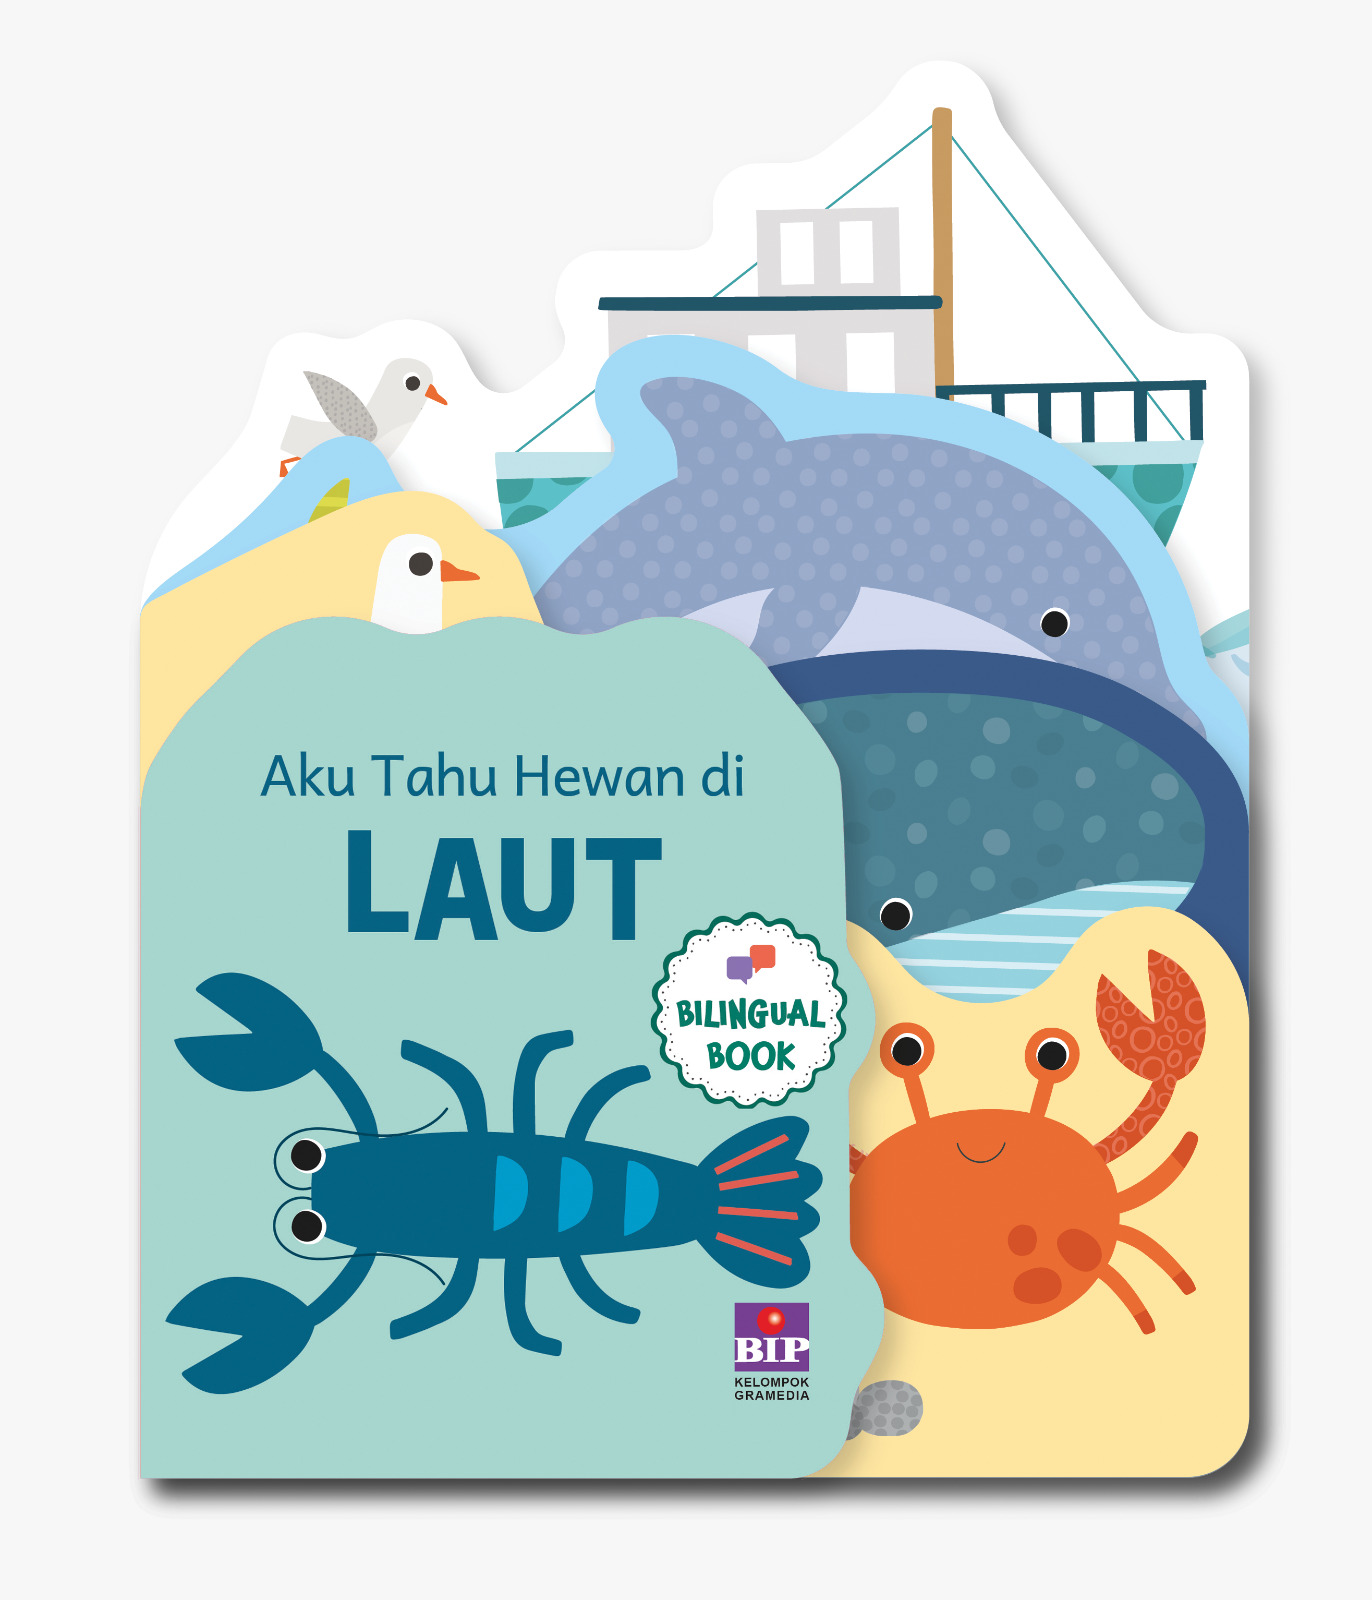 Aku Tahu Hewan di
LAUT
BILINGUAL
BOOK
BIP
KELOMPOK
GRAMEDIA